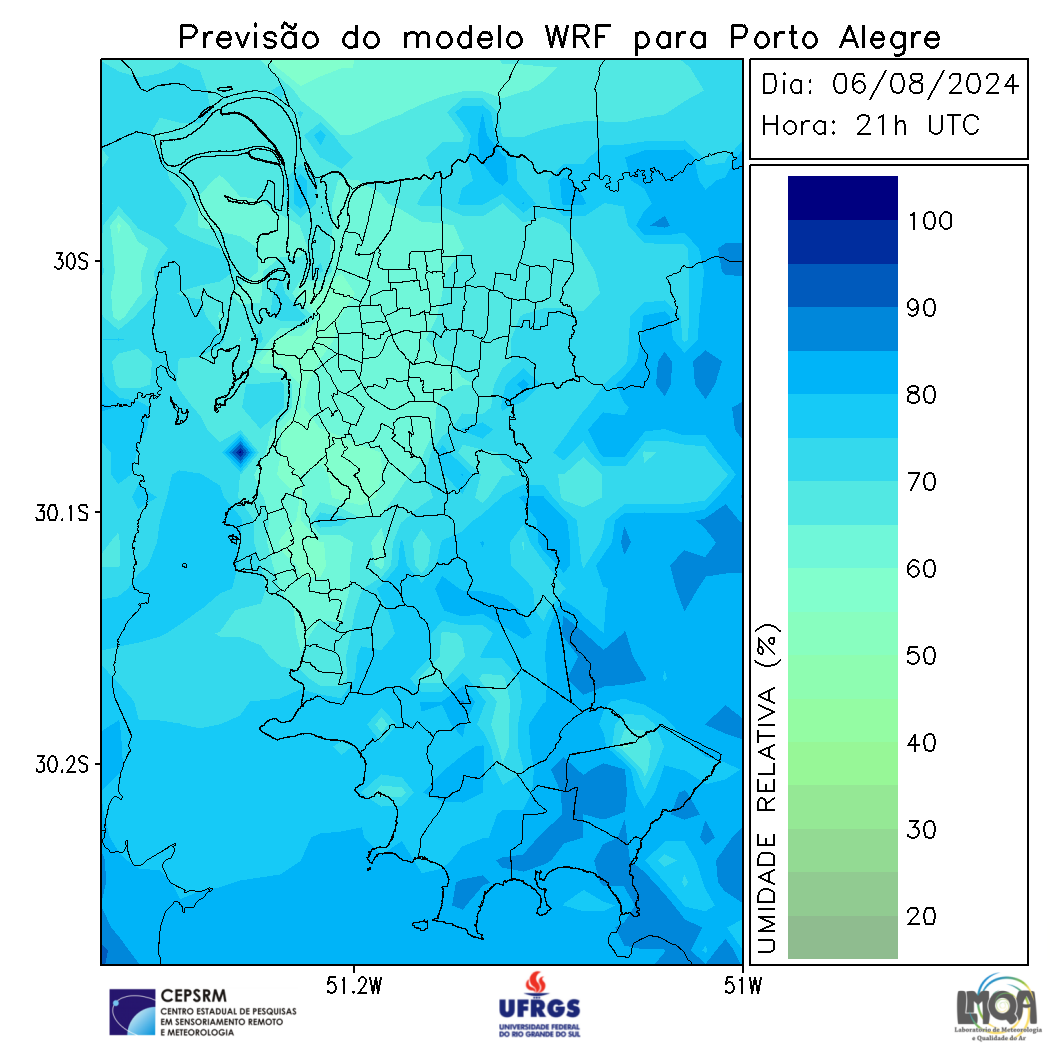 Previsão do modelo WRF para Porto Alegre
Dia: 06/08/2024
Hora: 21h UTC
30S
30.1S
30.2S
51.2W
51W
UMIDADE RELATIVA (%)
100
90
80
70
60
50
40
30
20
CEPSRM
CENTRO ESTADUAL DE PESQUISAS
EM SENSORIAMENTO REMOTO
E METEOROLOGIA
UFRGS
UNIVERSIDADE FEDERAL
DO RIO GRANDE DO SUL
LMQA
Laboratório de Meteorologia
e Qualidade do Ar